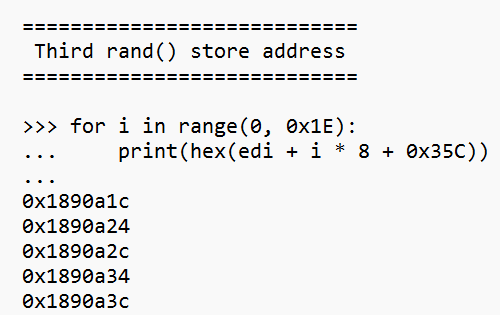 ============================
Third rand() store address
============================
>>> for i in range(0, 0x1E):
...     print(hex(edi + i * 8 + 0x35C))
...
0x1890a1c
0x1890a24
0x1890a2c
0x1890a34
0x1890a3c